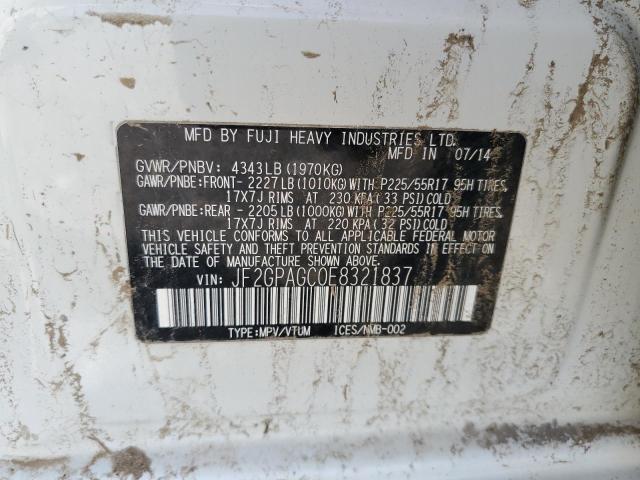 MFD BY FUJI HEAVY INDUSTRIES LTD.
MFD IN 07/14
GVWR/PNBV: 4343LB (1970KG)
GAWR/PNBE:FRONT- 2227LB (1010KG)WITH P225/55R17 95H TIRES,
17X7J RIMS AT 230 KPA( 33 PSI) COLD
GAWR/PNBE:REAR - 2205LB (1000KG)WITH P225/55R17 95H TIRES,
17X7J RIMS AT 220 KPA( 32 PSI) COLD
THIS VEHICLE CONFORMS TO ALL APPLICABLE FEDERAL MOTOR
VEHICLE SAFETY AND THEFT PREVENTION STANDARDS IN EFFECT
ON THE DATE OF MANUFACTURE SHOWN ABOVE.
VIN: JF2GPAGC0E8321837
TYPE:MPV/VTUM ICES/NMB-002